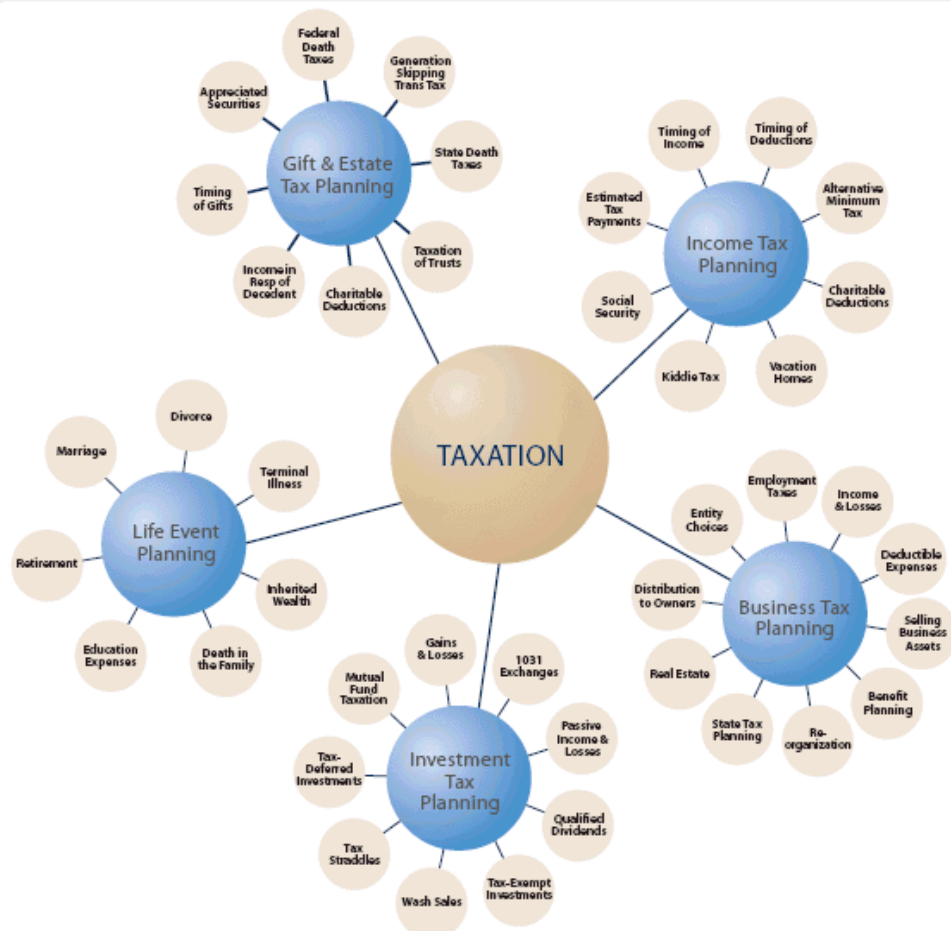 Federal
Death
Taxes
Generation
Skipping
Trans Tax
Appreciated
Securities
State Death
Taxes
Gift & Estate
Tax Planning
Timing
of Gifts
Taxation
of Trusts
Income in
Resp of
Decedent
Charitable
Deductions
Timing of
Income
Timing of
Deductions
Estimated
Tax
Payments
Alternative
Minimum
Tax
Income Tax
Planning
Social
Security
Charitable
Deductions
Kiddie Tax
Vacation
Homes
TAXATION
Divorce
Marriage
Terminal
Illness
Life Event
Planning
Retirement
Inherited
Wealth
Education
Expenses
Death in
the Family
Employment
Taxes
Income
& Losses
Entity
Choices
Deductible
Expenses
Distribution
to Owners
Business Tax
Planning
Selling
Business
Assets
Real Estate
Benefit
Planning
State Tax
Planning
Re-
organization
Gains
& Losses
1031
Exchanges
Mutual
Fund
Taxation
Passive
Income &
Losses
Tax-
Deferred
Investments
Investment
Tax
Planning
Qualified
Dividends
Tax
Straddles
Wash Sales
Tax-Exempt
Investments